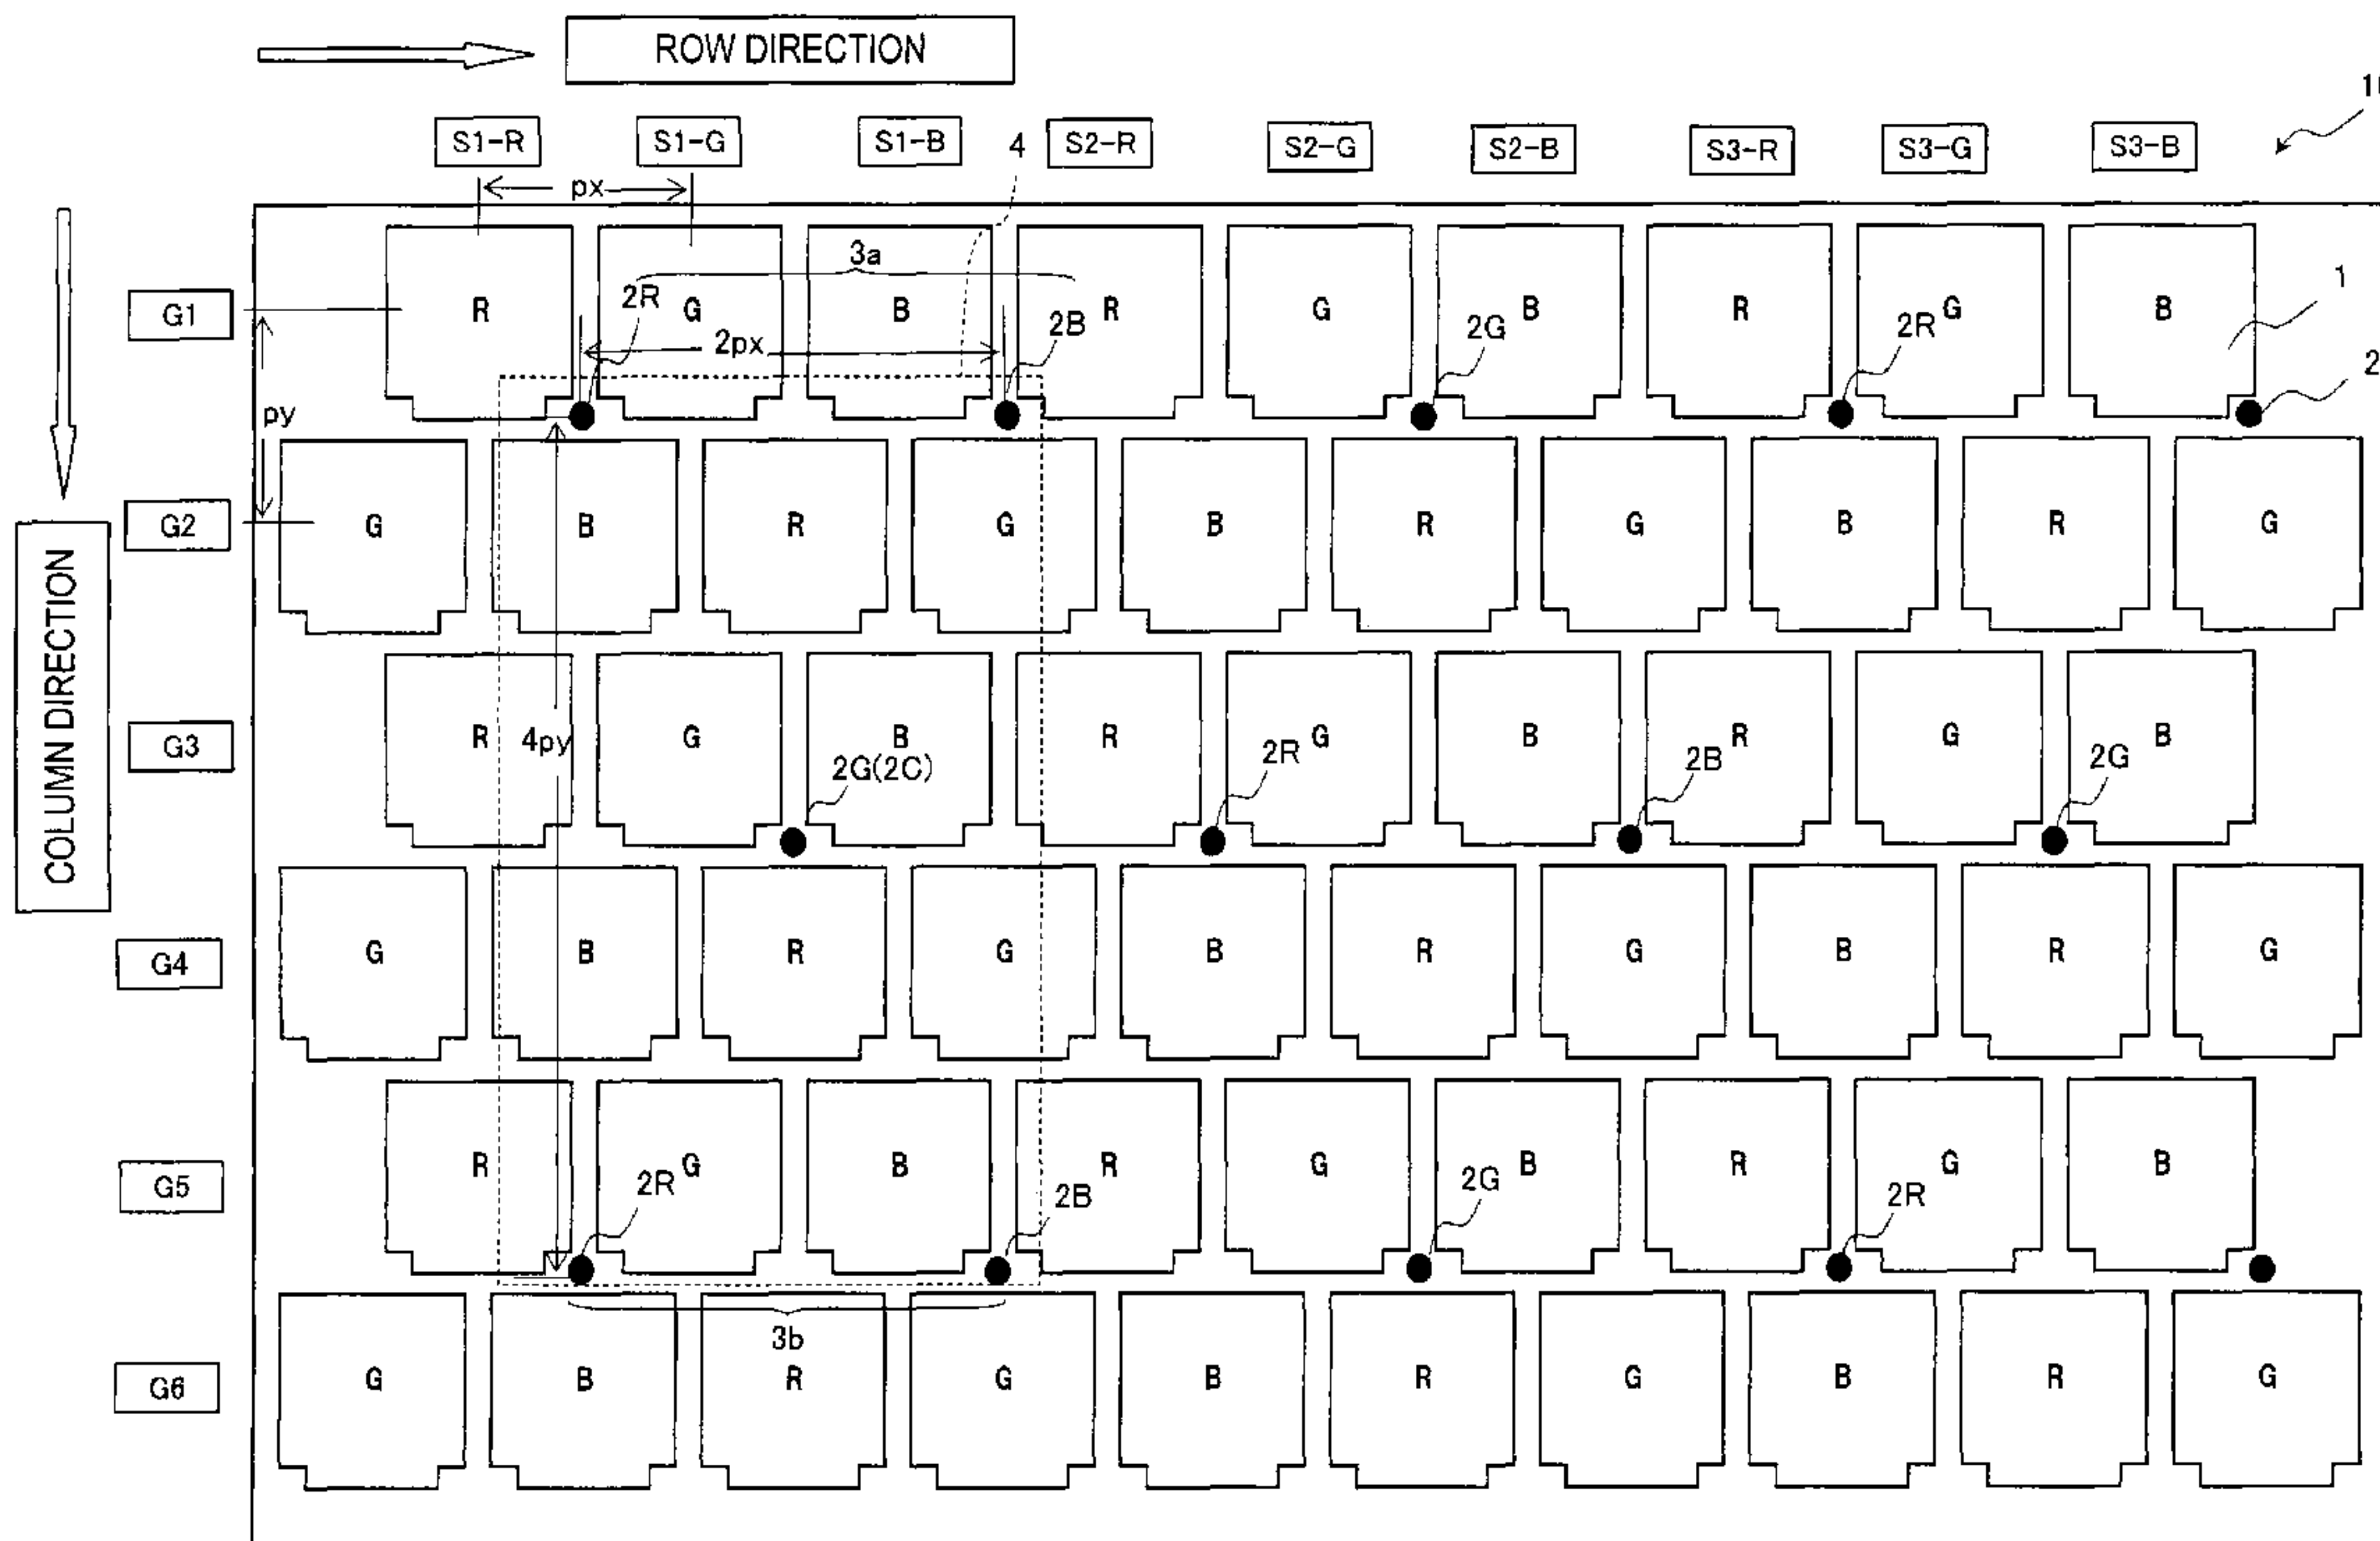 ROW DIRECTION
S1-R S1-G S1-B 4 S2-R S2-G S2-B S3-R S3-G S3-B
px
3a
G1 R 2R G B R G B R 2R G B 1
2px 2B 2G 2
py
G2 G B R G B R G B R G
COLUMN DIRECTION
G3 R 4py G B R 2R G B 2B R G 2G B
2G(2C)
G4 G B R G B R G B R G
G5 R 2R G B R 2B G 2G B R 2R G B
3b
G6 G B R G B R G B R G